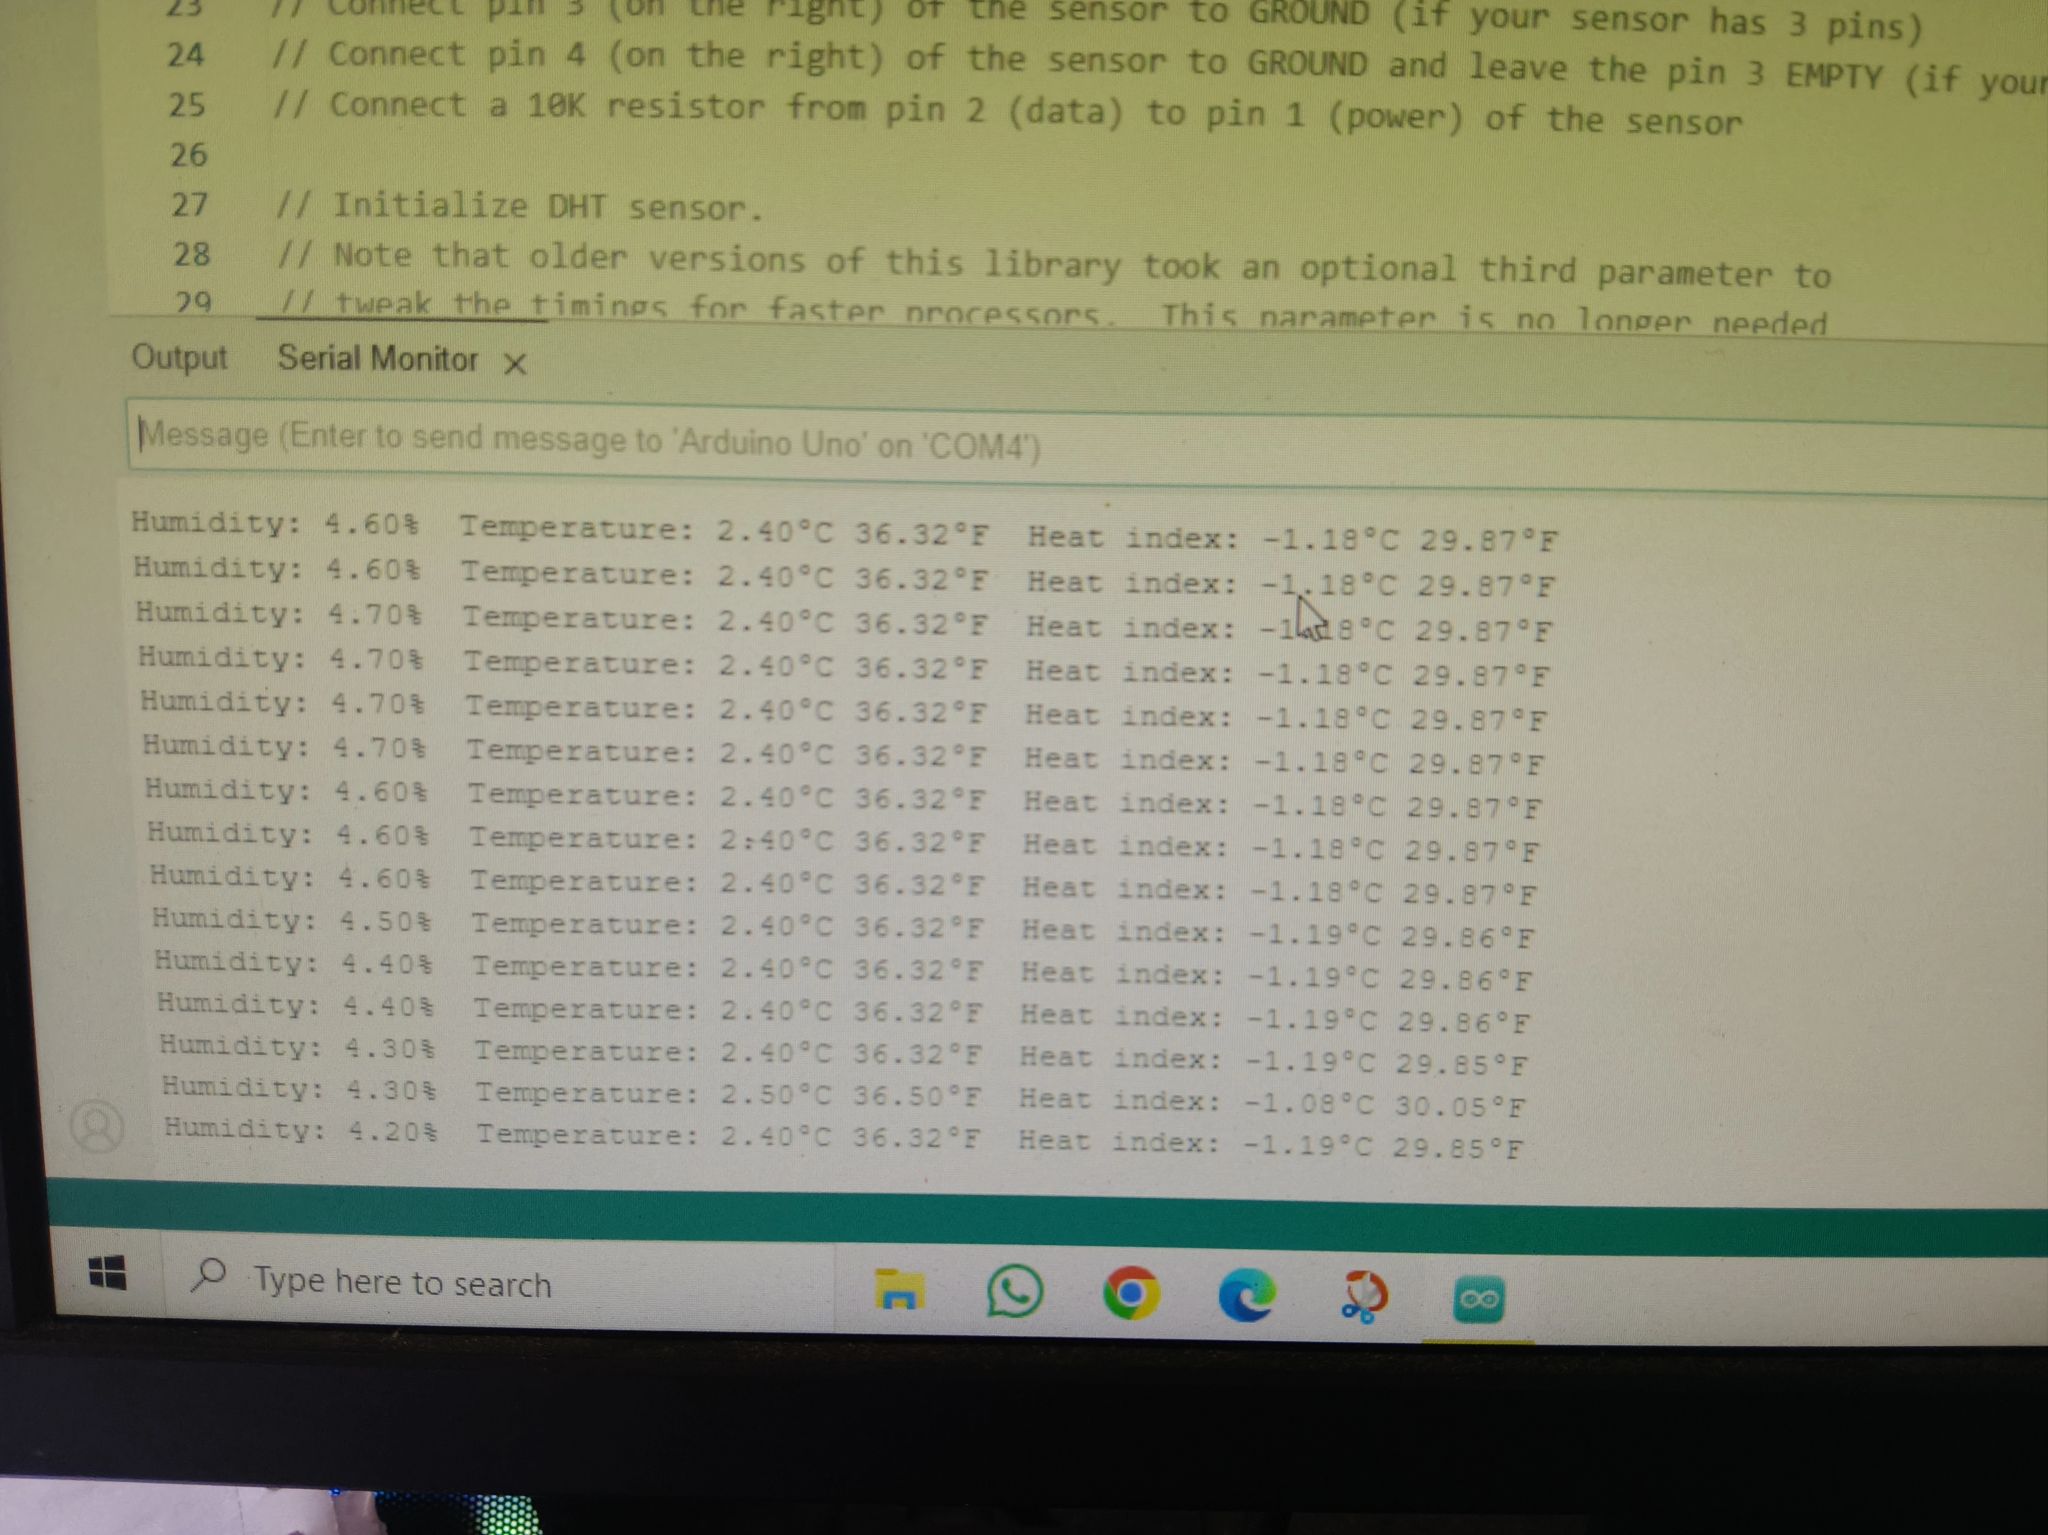 23 // Connect pin 3 (on the right) of the sensor to GROUND (if your sensor has 3 pins)
24 // Connect pin 4 (on the right) of the sensor to GROUND and leave the pin 3 EMPTY (if your
25 // Connect a 10K resistor from pin 2 (data) to pin 1 (power) of the sensor
26
27 // Initialize DHT sensor.
28 // Note that older versions of this library took an optional third parameter to
29 // tweak the timings for faster processors. This parameter is no longer needed
Output Serial Monitor X
Message (Enter to send message to 'Arduino Uno' on 'COM4')
Humidity: 4.60% Temperature: 2.40°C 36.32°F Heat index: -1.18°C 29.87°F
Humidity: 4.60% Temperature: 2.40°C 36.32°F Heat index: -1.18°C 29.87°F
Humidity: 4.70% Temperature: 2.40°C 36.32°F Heat index: -1.18°C 29.87°F
Humidity: 4.70% Temperature: 2.40°C 36.32°F Heat index: -1.18°C 29.87°F
Humidity: 4.70% Temperature: 2.40°C 36.32°F Heat index: -1.18°C 29.87°F
Humidity: 4.70% Temperature: 2.40°C 36.32°F Heat index: -1.18°C 29.87°F
Humidity: 4.60% Temperature: 2.40°C 36.32°F Heat index: -1.18°C 29.87°F
Humidity: 4.60% Temperature: 2.40°C 36.32°F Heat index: -1.18°C 29.87°F
Humidity: 4.60% Temperature: 2.40°C 36.32°F Heat index: -1.18°C 29.87°F
Humidity: 4.50% Temperature: 2.40°C 36.32°F Heat index: -1.19°C 29.86°F
Humidity: 4.40% Temperature: 2.40°C 36.32°F Heat index: -1.19°C 29.86°F
Humidity: 4.40% Temperature: 2.40°C 36.32°F Heat index: -1.19°C 29.86°F
Humidity: 4.30% Temperature: 2.40°C 36.32°F Heat index: -1.19°C 29.85°F
Humidity: 4.30% Temperature: 2.50°C 36.50°F Heat index: -1.08°C 30.05°F
Humidity: 4.20% Temperature: 2.40°C 36.32°F Heat index: -1.19°C 29.85°F
Type here to search